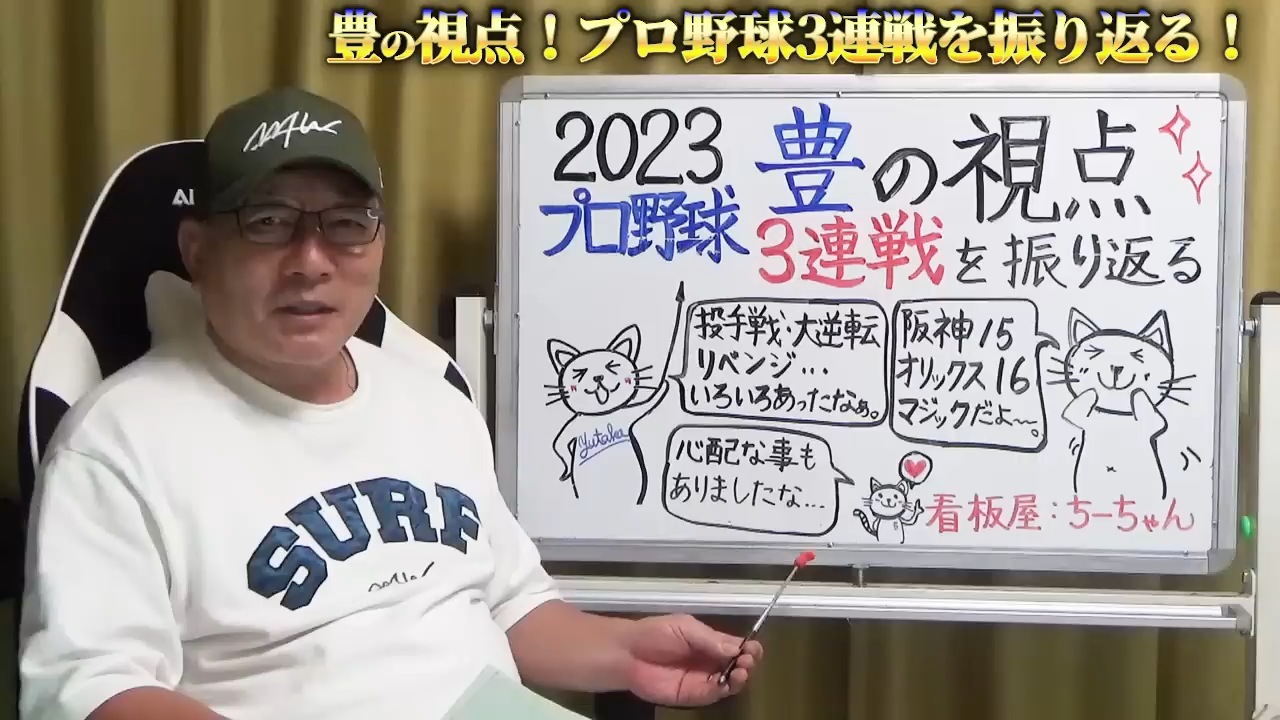 豊の視点！プロ野球3連戦を振り返る！
2023 豊の視点
プロ野球 3連戦を振り返る
投手戦・大逆転
リベンジ...
いろいろあったなぁ。
阪神15
オリックス16
マジックだよ〜。
yutaka
心配な事も
ありましたな...
看板屋：ちーちゃん
AI
SURF